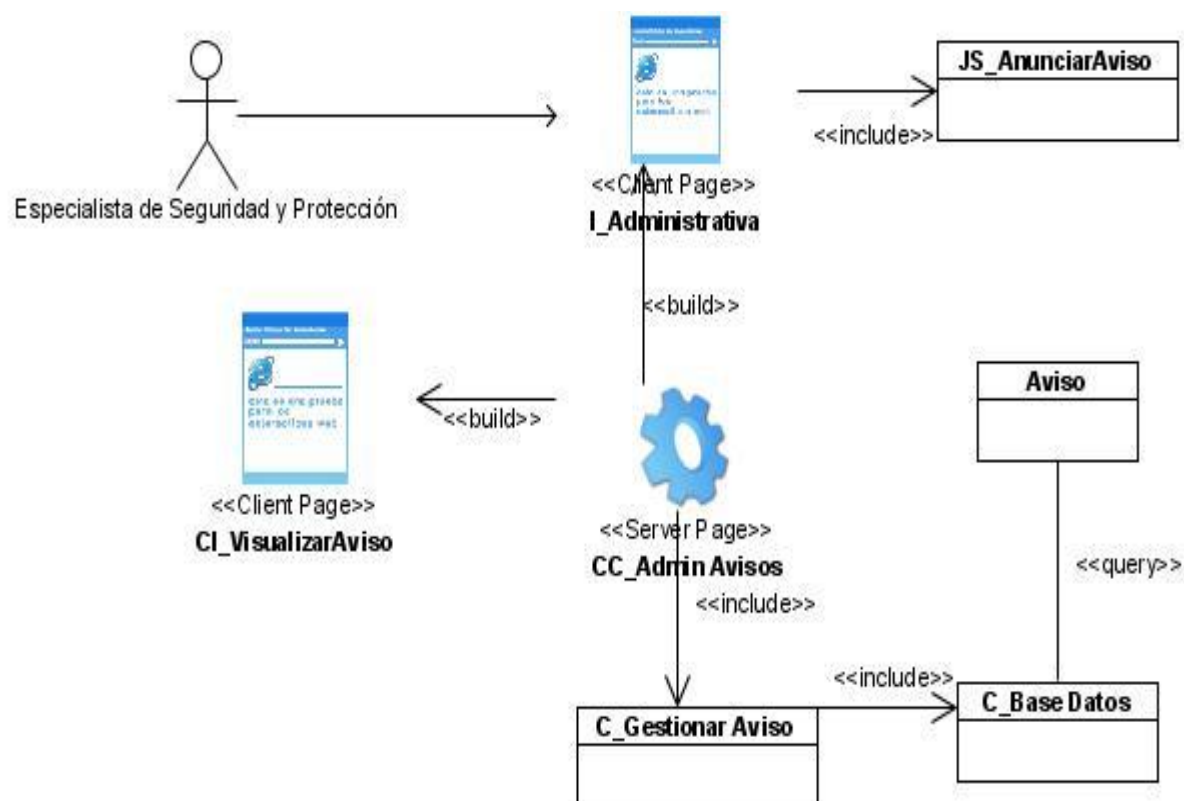 JS_AnunciarAviso
<<include>>
<<Client Page>>
I_Administrativa
Especialista de Seguridad y Protección
<<build>>
Aviso
<<build>>
<<Client Page>>
CI_VisualizarAviso
<<Server Page>>
CC_Admin Avisos
<<query>>
<<include>>
<<include>>
C_Gestionar Aviso
C_Base Datos